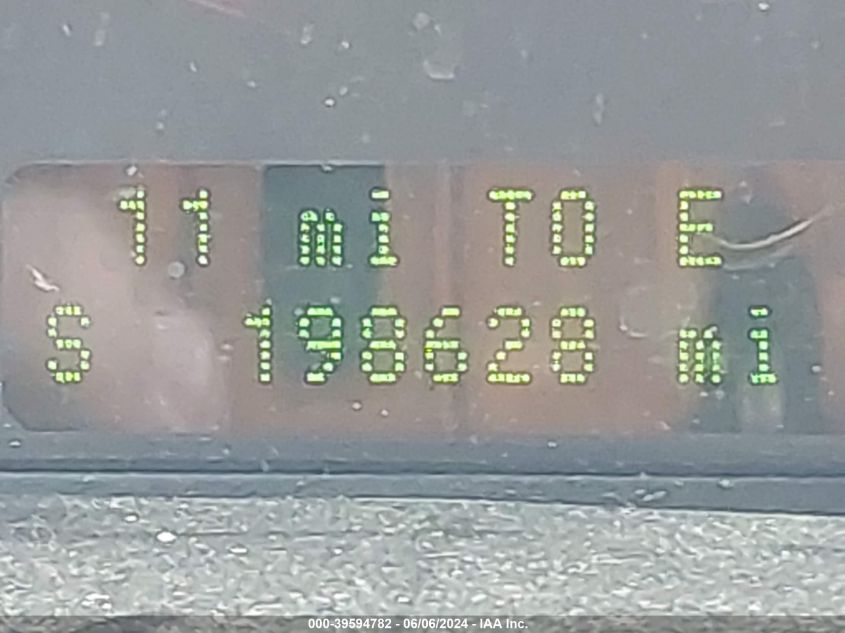 11 mi TO E
S 198628 mi
000-39594782 - 06/06/2024 - IAA Inc.